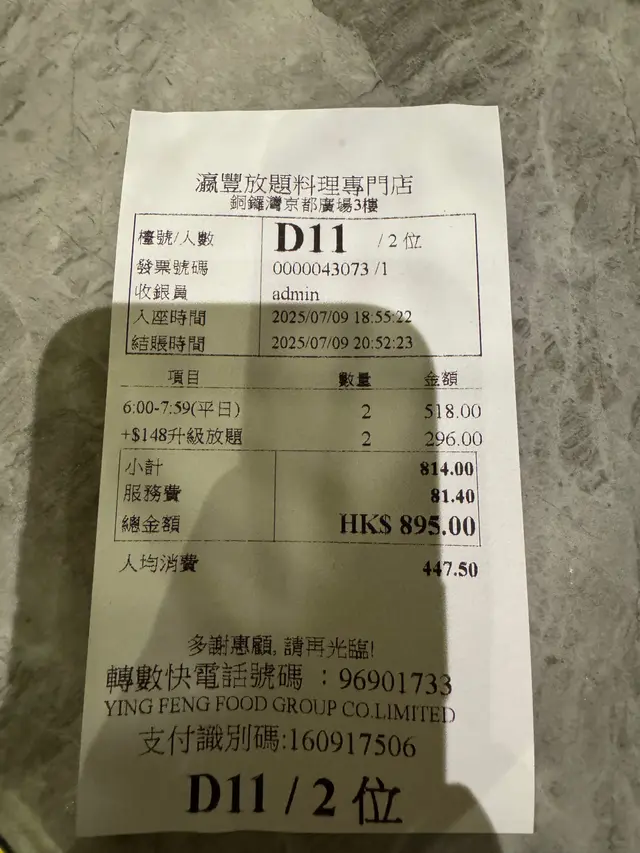 瀛豐放題料理專門店
銅鑼灣京都廣場3樓
檯號/人數 D11 / 2 位
發票號碼 0000043073 /1
收銀員 admin
入座時間 2025/07/09 18:55:22
結賬時間 2025/07/09 20:52:23
項目 數量 金額
6:00-7:59(平日) 2 518.00
+$148升級放題 2 296.00
小計 814.00
服務費 81.40
總金額 HK$ 895.00
人均消費 447.50
多謝惠顧, 請再光臨!
轉數快電話號碼 : 96901733
YING FENG FOOD GROUP CO.LIMITED
支付識別碼:160917506
D11 / 2 位